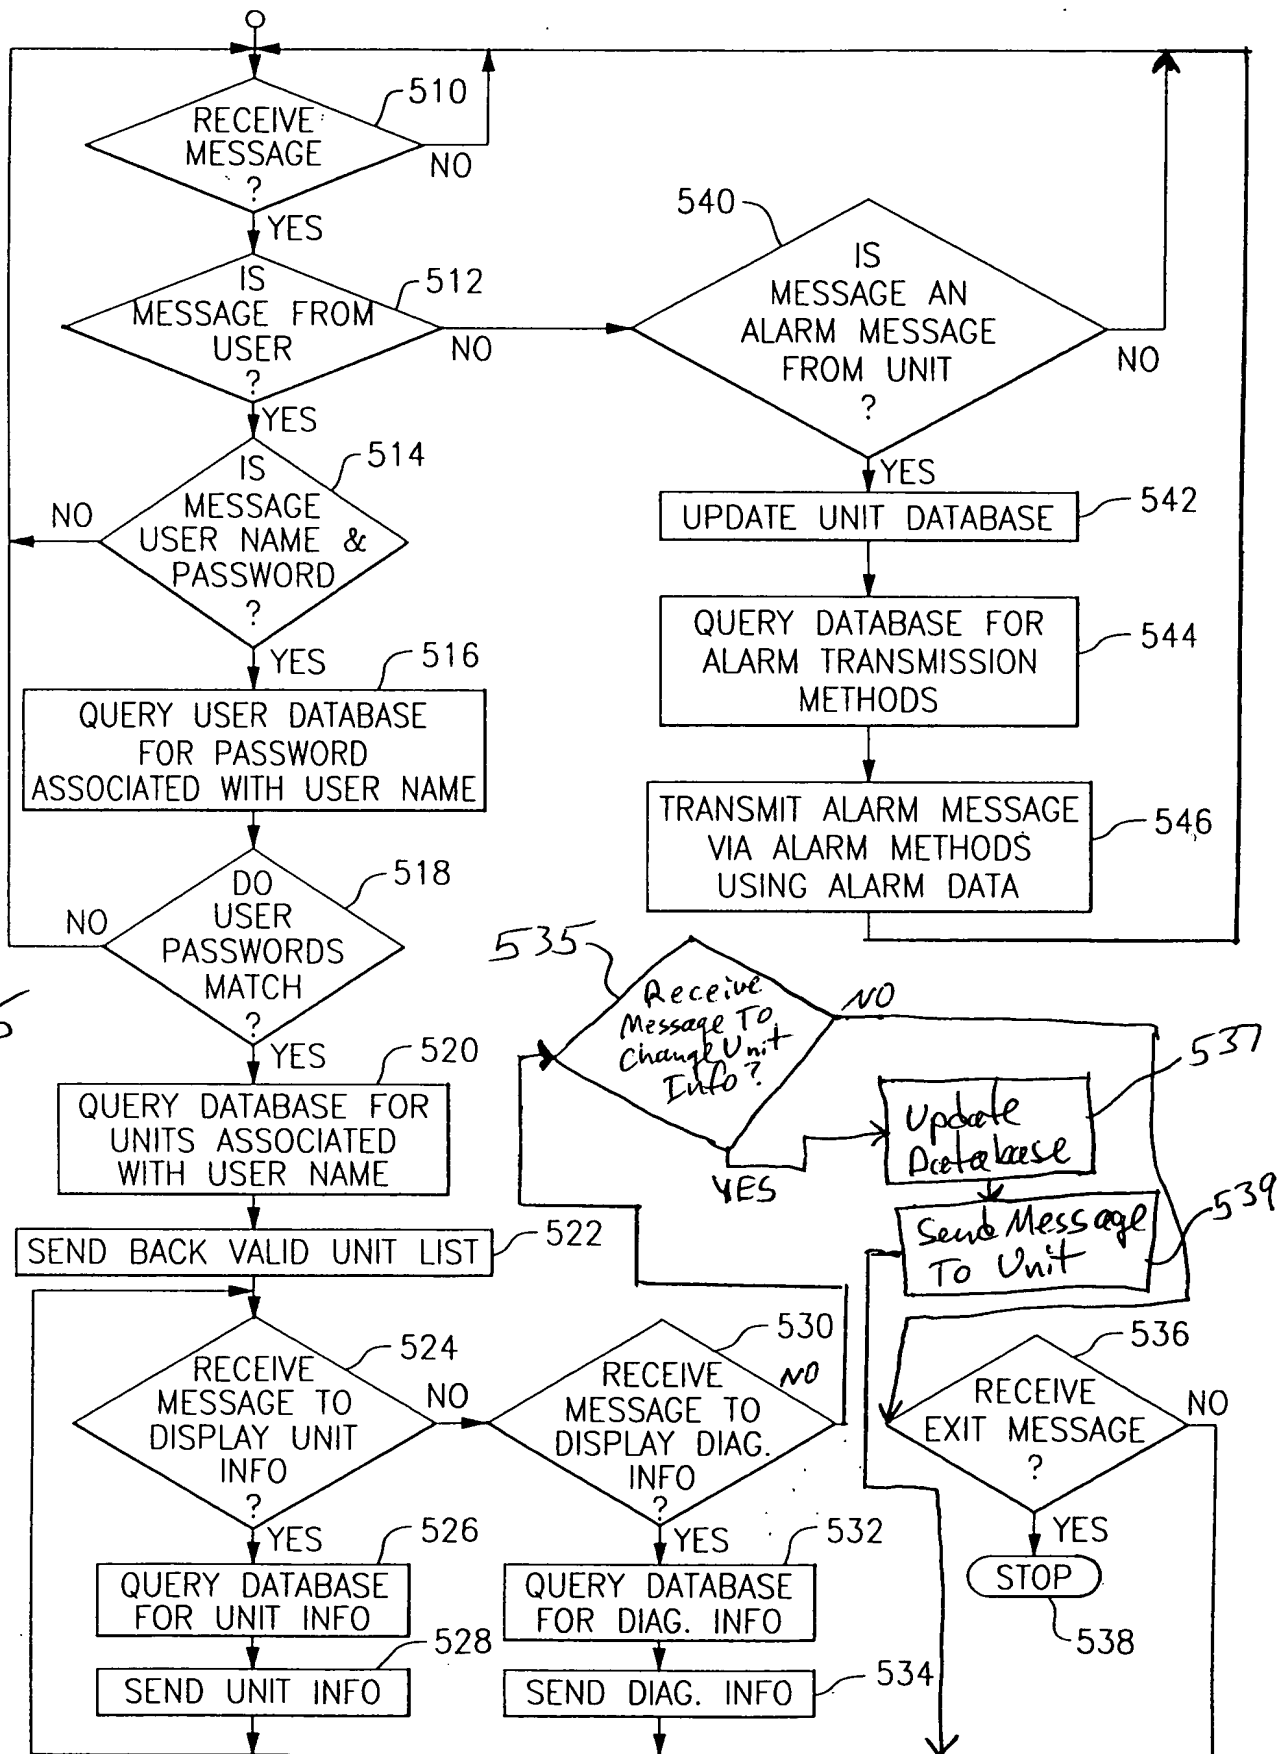 510
RECEIVE
MESSAGE
?
NO
YES
IS
MESSAGE FROM
USER
?
512
NO
YES
IS
MESSAGE
USER NAME &
PASSWORD
?
514
NO
YES
516
QUERY USER DATABASE
FOR PASSWORD
ASSOCIATED WITH USER NAME
DO
USER
PASSWORDS
MATCH
?
518
NO
YES
520
QUERY DATABASE FOR
UNITS ASSOCIATED
WITH USER NAME
SEND BACK VALID UNIT LIST
522
RECEIVE
MESSAGE TO
DISPLAY UNIT
INFO
?
524
NO
YES
526
QUERY DATABASE
FOR UNIT INFO
528
SEND UNIT INFO
530
RECEIVE
MESSAGE TO
DISPLAY DIAG.
INFO
?
NO
YES
532
QUERY DATABASE
FOR DIAG. INFO
SEND DIAG. INFO
534
535
Receive
Message To
Change Unit
Info?
NO
YES
537
Update
Database
539
Send Message
To Unit
536
RECEIVE
EXIT MESSAGE
?
NO
YES
STOP
538
540
IS
MESSAGE AN
ALARM MESSAGE
FROM UNIT
?
NO
YES
UPDATE UNIT DATABASE
542
QUERY DATABASE FOR
ALARM TRANSMISSION
METHODS
544
TRANSMIT ALARM MESSAGE
VIA ALARM METHODS
USING ALARM DATA
546